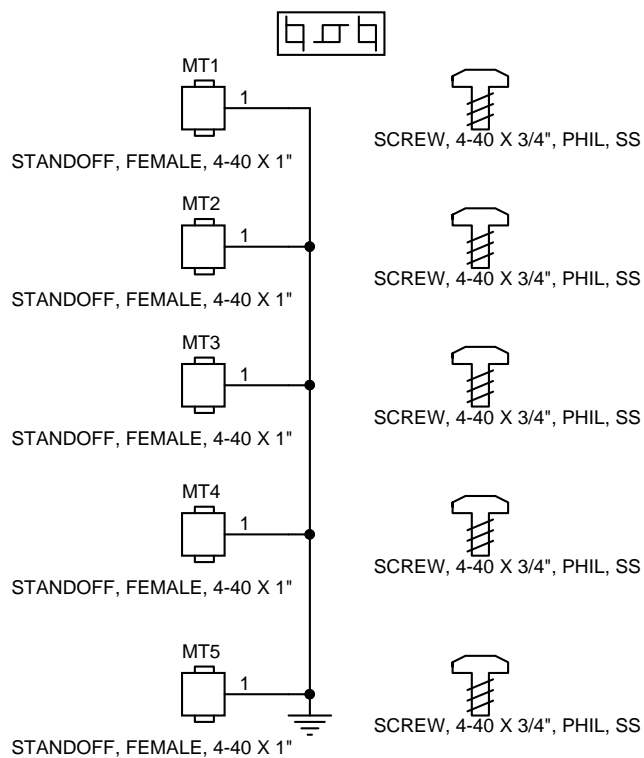 MT1
1
STANDOFF, FEMALE, 4-40 X 1"
SCREW, 4-40 X 3/4", PHIL, SS
MT2
1
STANDOFF, FEMALE, 4-40 X 1"
SCREW, 4-40 X 3/4", PHIL, SS
MT3
1
STANDOFF, FEMALE, 4-40 X 1"
SCREW, 4-40 X 3/4", PHIL, SS
MT4
1
STANDOFF, FEMALE, 4-40 X 1"
SCREW, 4-40 X 3/4", PHIL, SS
MT5
1
STANDOFF, FEMALE, 4-40 X 1"
SCREW, 4-40 X 3/4", PHIL, SS